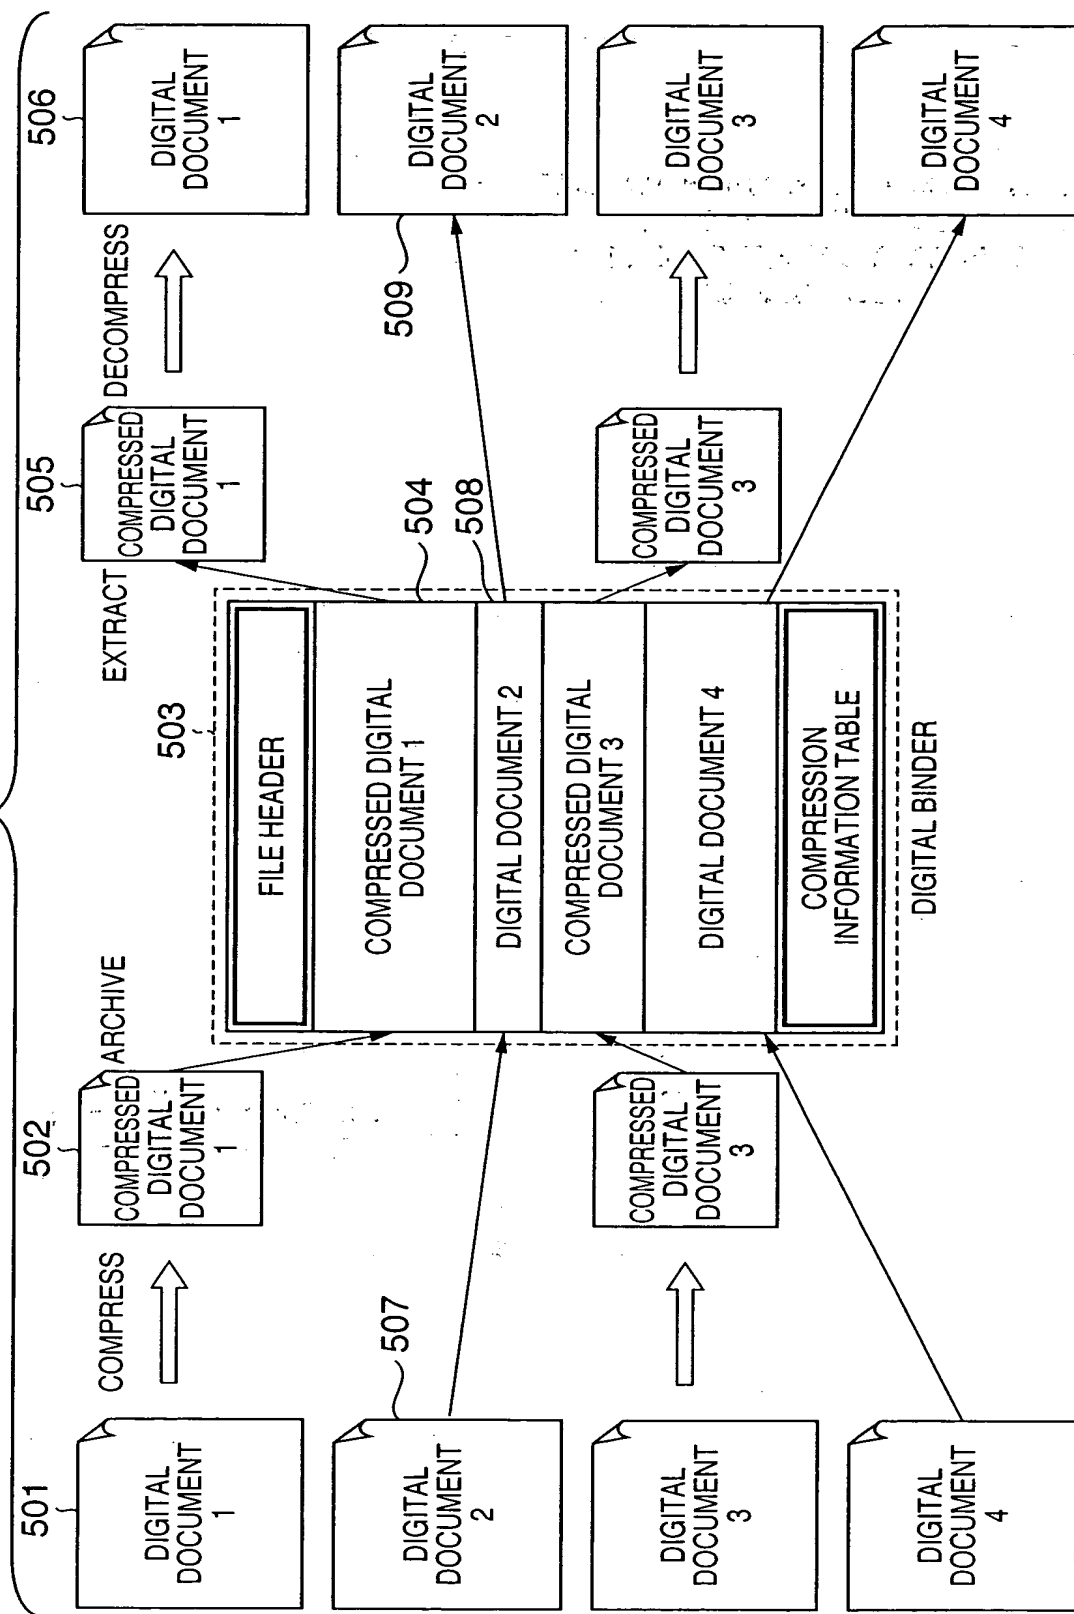 501
DIGITAL
DOCUMENT
1
COMPRESS
502
COMPRESSED
DIGITAL
DOCUMENT
1
ARCHIVE
503
EXTRACT
505
COMPRESSED
DIGITAL
DOCUMENT
1
DECOMPRESS
506
DIGITAL
DOCUMENT
1
507
DIGITAL
DOCUMENT
2
FILE HEADER
COMPRESSED DIGITAL
DOCUMENT 1
504
DIGITAL DOCUMENT 2
508
COMPRESSED DIGITAL
DOCUMENT 3
DIGITAL DOCUMENT 4
COMPRESSION
INFORMATION TABLE
DIGITAL BINDER
509
DIGITAL
DOCUMENT
2
DIGITAL
DOCUMENT
3
COMPRESSED
DIGITAL
DOCUMENT
3
COMPRESSED
DIGITAL
DOCUMENT
3
DIGITAL
DOCUMENT
3
DIGITAL
DOCUMENT
4
DIGITAL
DOCUMENT
4